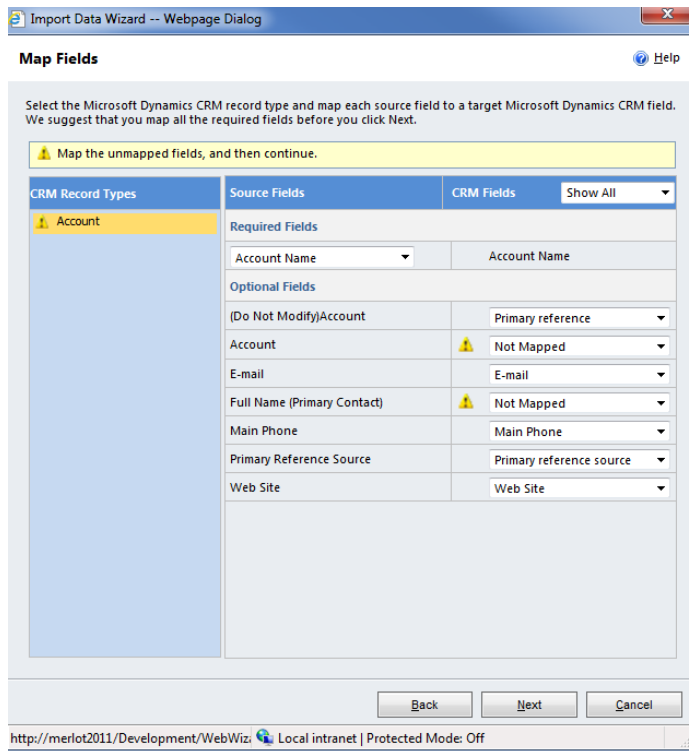 Import Data Wizard -- Webpage Dialog
Map Fields
Help
Select the Microsoft Dynamics CRM record type and map each source field to a target Microsoft Dynamics CRM field.
We suggest that you map all the required fields before you click Next.
Map the unmapped fields, and then continue.
CRM Record Types Source Fields CRM Fields Show All
Account
Required Fields
Account Name Account Name
Optional Fields
(Do Not Modify)Account Primary reference
Account Not Mapped
E-mail E-mail
Full Name (Primary Contact) Not Mapped
Main Phone Main Phone
Primary Reference Source Primary reference source
Web Site Web Site
Back Next Cancel
http://merlot2011/Development/WebWiz Local intranet | Protected Mode: Off